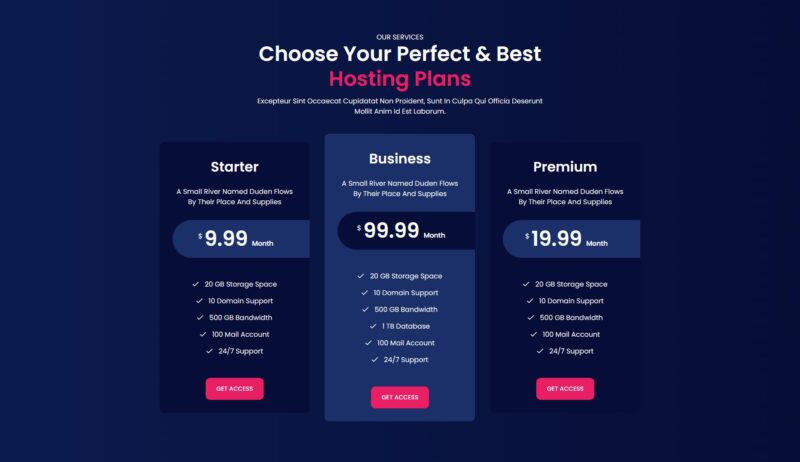 OUR SERVICES
Choose Your Perfect & Best
Hosting Plans
Excepteur Sint Occaecat Cupidatat Non Proident, Sunt In Culpa Qui Officia Deserunt
Mollit Anim Id Est Laborum.
Starter
A Small River Named Duden Flows
By Their Place And Supplies
$ 9.99 Month
20 GB Storage Space
10 Domain Support
500 GB Bandwidth
100 Mail Account
24/7 Support
GET ACCESS
Business
A Small River Named Duden Flows
By Their Place And Supplies
$ 99.99 Month
20 GB Storage Space
10 Domain Support
500 GB Bandwidth
1 TB Database
100 Mail Account
24/7 Support
GET ACCESS
Premium
A Small River Named Duden Flows
By Their Place And Supplies
$ 19.99 Month
20 GB Storage Space
10 Domain Support
500 GB Bandwidth
100 Mail Account
24/7 Support
GET ACCESS